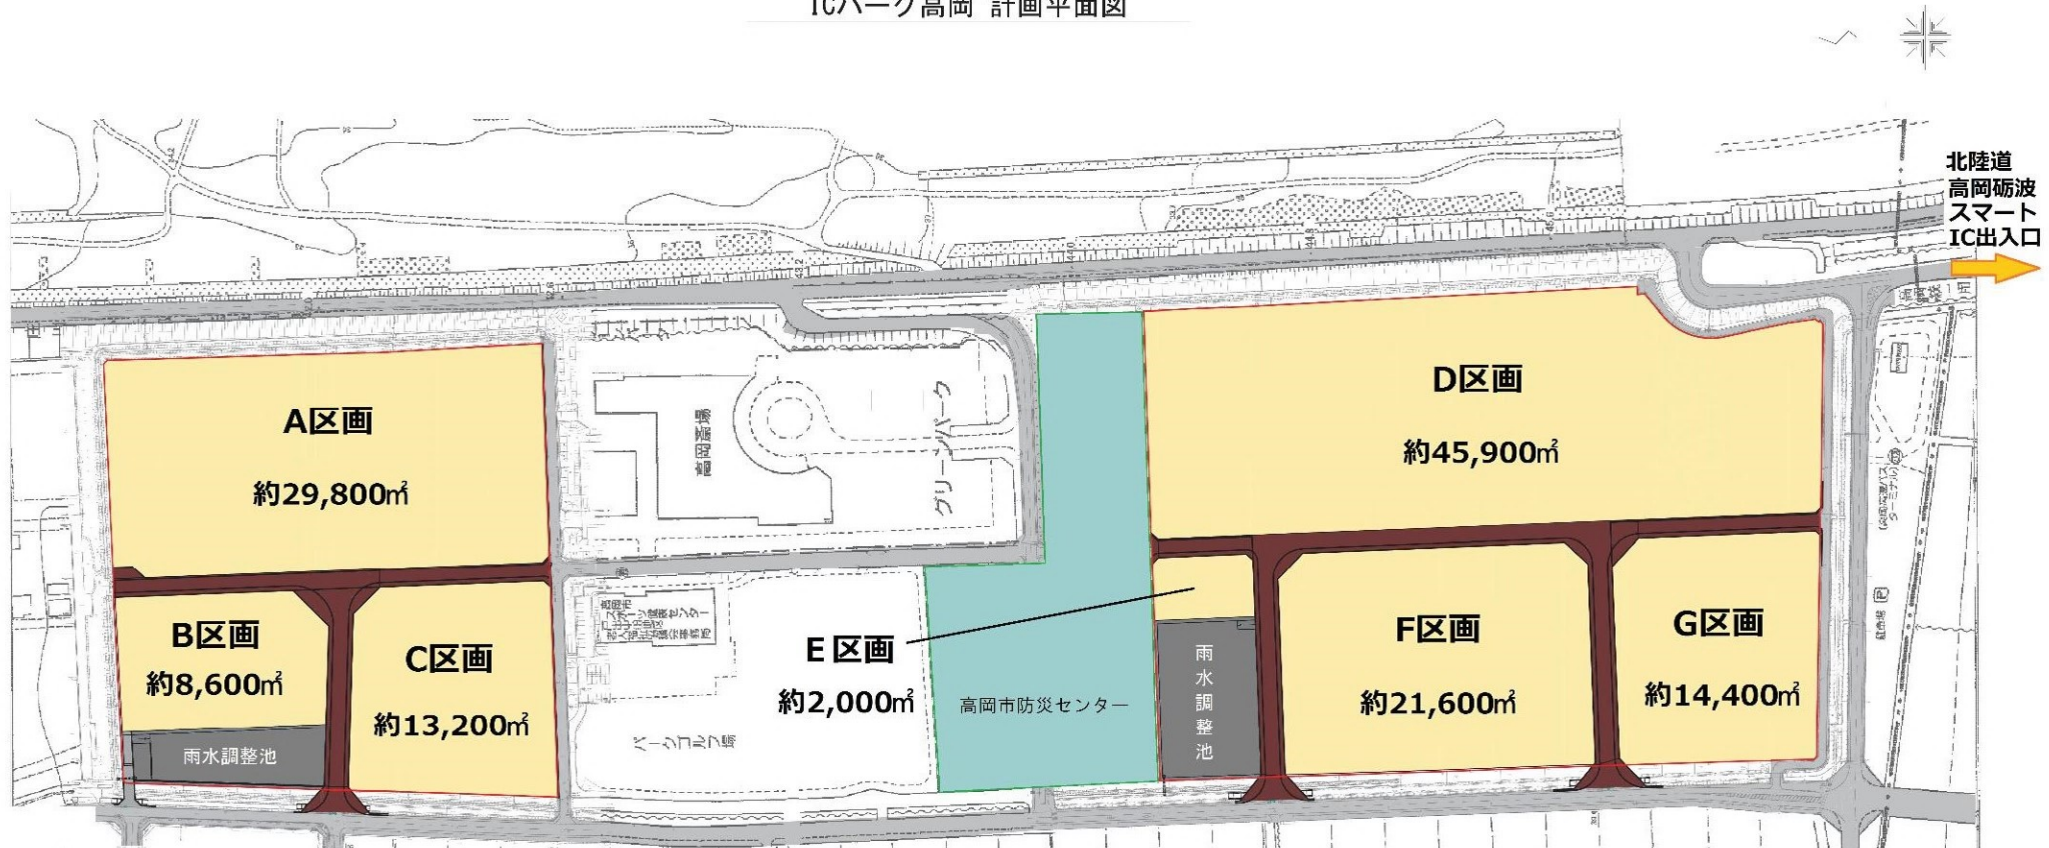 ICパーク高岡 計画平面図
北陸道
高岡砺波
スマート
IC出入口
A区画
約29,800㎡
B区画
約8,600㎡
雨水調整池
C区画
約13,200㎡
高岡斎場
グリーンパーク
パークゴルフ場
E区画
約2,000㎡
高岡市防災センター
D区画
約45,900㎡
雨水調整池
F区画
約21,600㎡
G区画
約14,400㎡
P